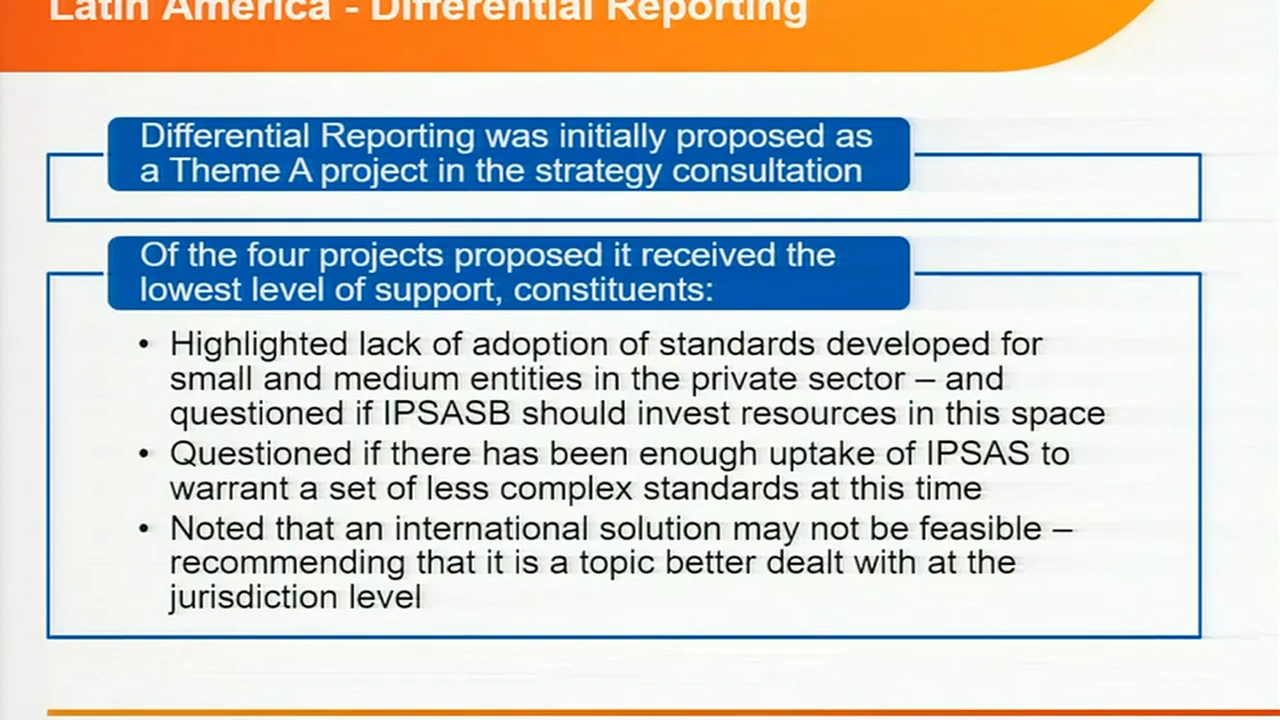 Latin America - Differential Reporting
Differential Reporting was initially proposed as
a Theme A project in the strategy consultation
Of the four projects proposed it received the
lowest level of support, constituents:
• Highlighted lack of adoption of standards developed for
small and medium entities in the private sector – and
questioned if IPSASB should invest resources in this space
• Questioned if there has been enough uptake of IPSAS to
warrant a set of less complex standards at this time
• Noted that an international solution may not be feasible –
recommending that it is a topic better dealt with at the
jurisdiction level